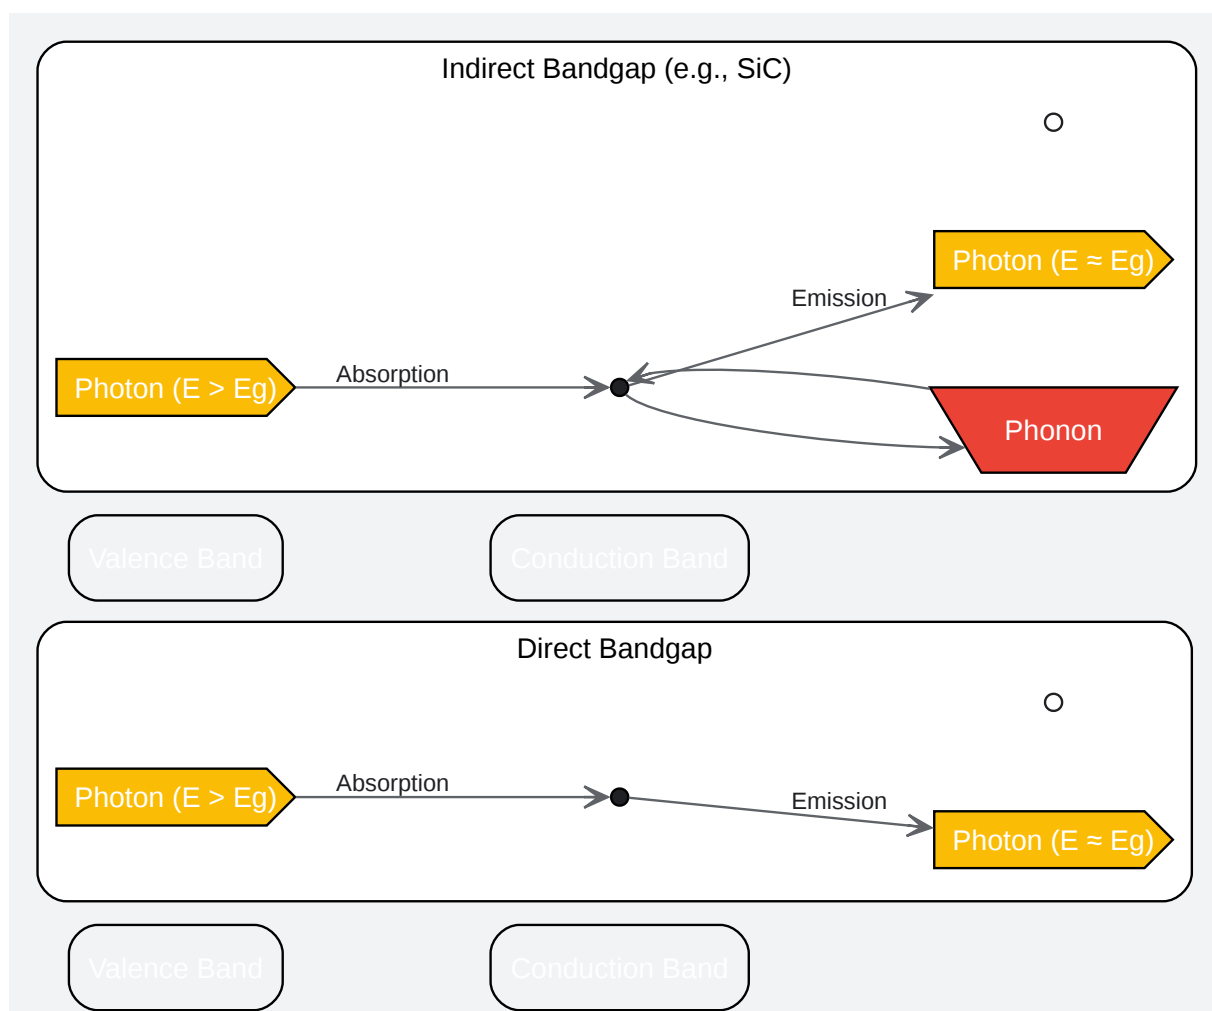 Indirect Bandgap (e.g., SiC)
Photon (E ≈ Eg)
Emission
Absorption
Photon (E > Eg)
Phonon
Valence Band
Conduction Band
Direct Bandgap
Absorption
Photon (E > Eg)
Emission
Photon (E ≈ Eg)
Valence Band
Conduction Band